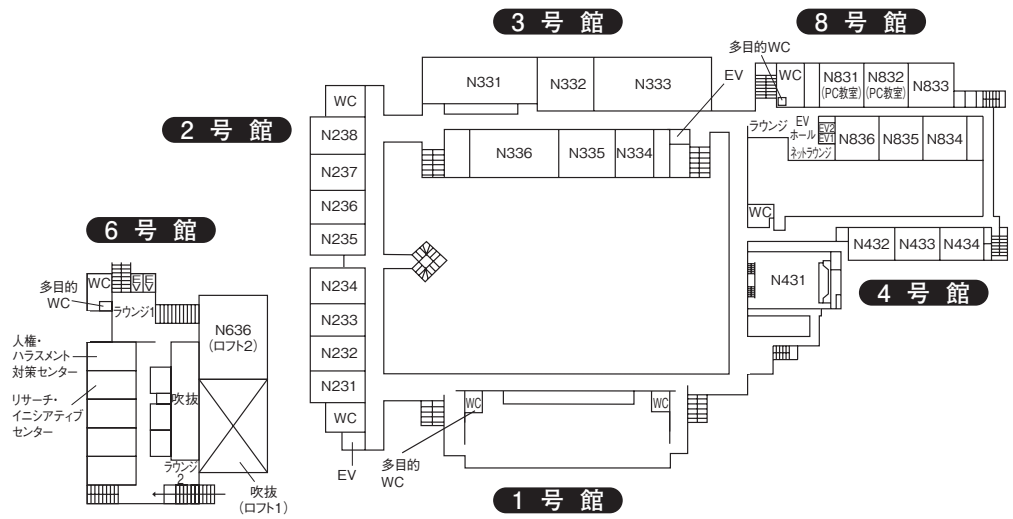 3 号 館
8 号 館
多目的WC
EV
WC
N831
(PC教室)
N832
(PC教室)
N833
N331
N332
N333
WC
2 号 館
N238
N237
N236
N235
N234
N233
N232
N231
WC
EV
N336
N335
N334
ラウンジ
EV
ホール
EV2
EV1
ネットラウンジ
N836
N835
N834
WC
N432
N433
N434
N431
4 号 館
6 号 館
WC
EV
EV
多目的
WC
ラウンジ1
N636
(ロフト2)
人権・
ハラスメント
対策センター
リサーチ・
イニシアティブ
センター
吹抜
ラウンジ
2
吹抜
(ロフト1)
WC
WC
多目的
WC
1 号 館